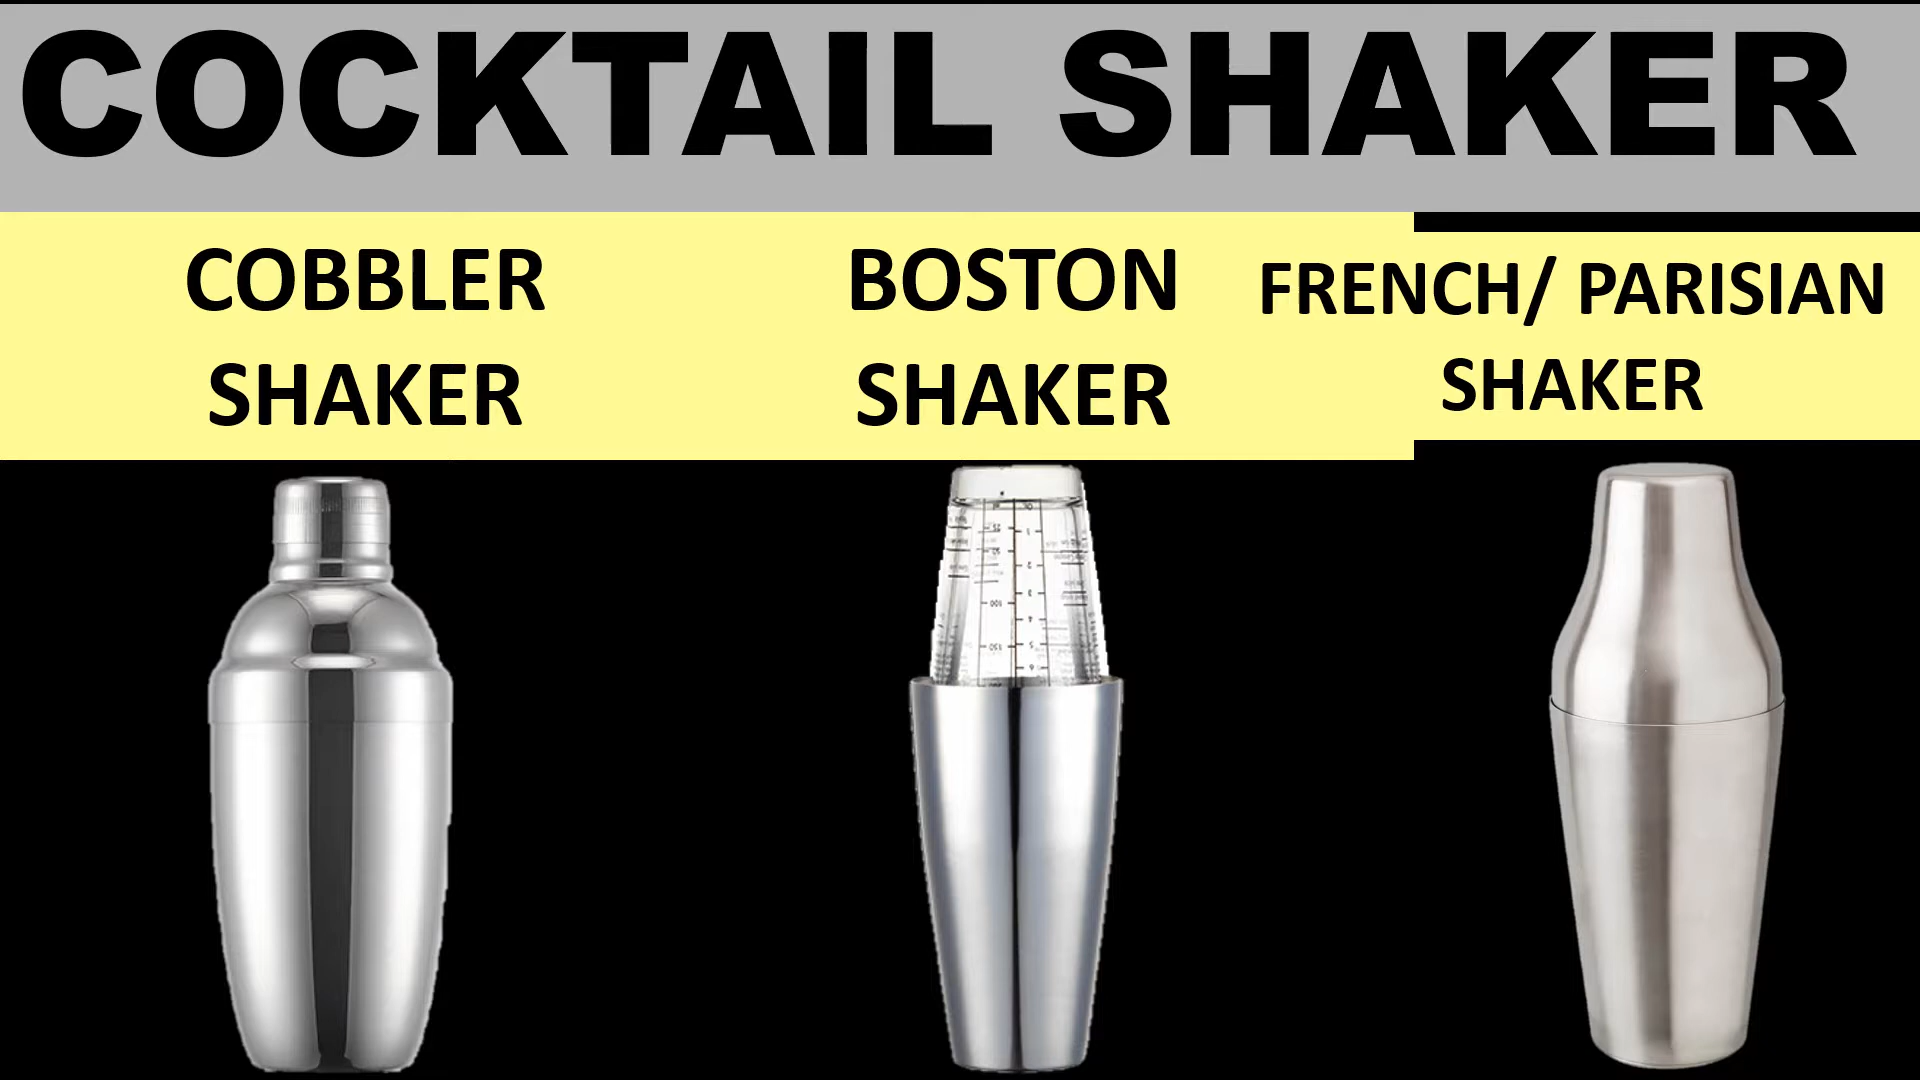 COCKTAIL SHAKER
COBBLER
SHAKER
BOSTON
SHAKER
FRENCH/ PARISIAN
SHAKER